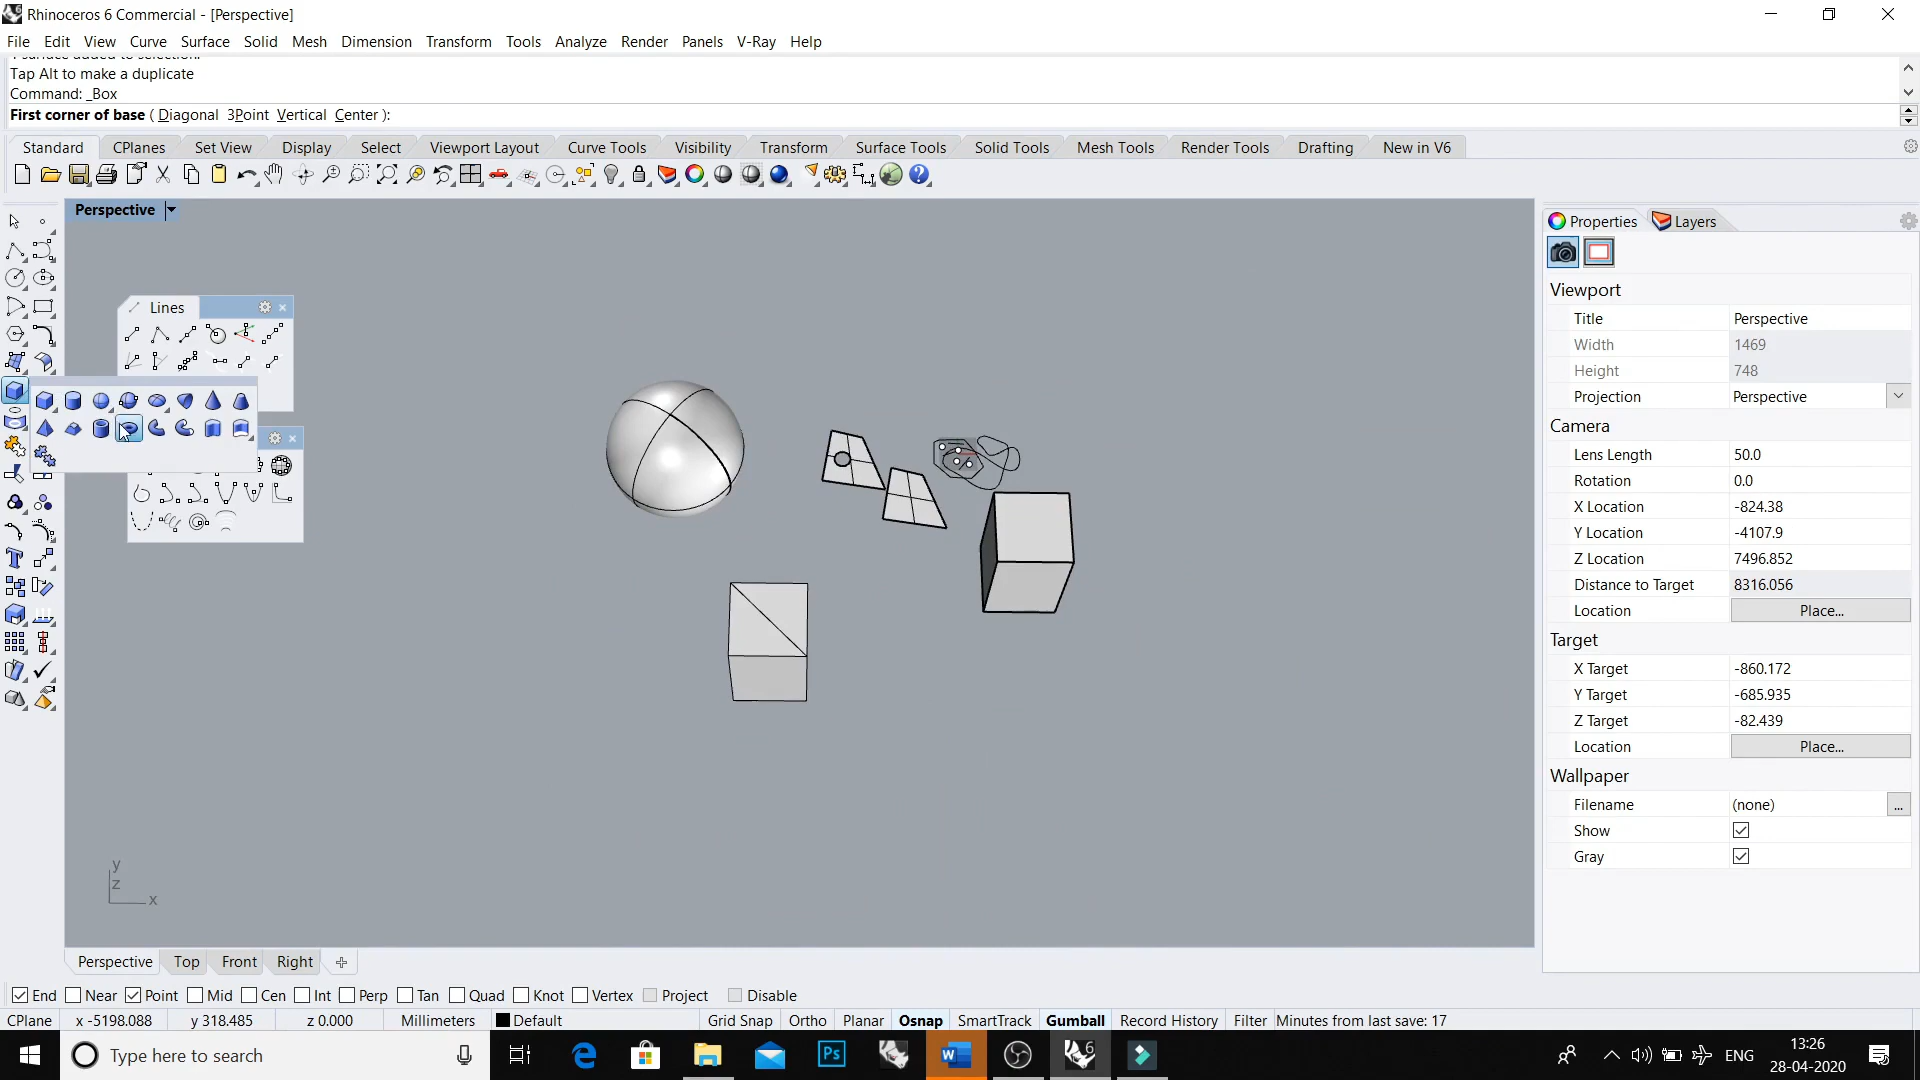 Rhinoceros 6 Commercial - [Perspective]
File Edit View Curve Surface Solid Mesh Dimension Transform Tools Analyze Render Panels V-Ray Help
Tap Alt to make a duplicate
Command: _Box
First corner of base ( Diagonal 3Point Vertical Center ):
Standard CPlanes Set View Display Select Viewport Layout Curve Tools Visibility Transform Surface Tools Solid Tools Mesh Tools Render Tools Drafting New in V6
Perspective
Properties Layers
Lines
Viewport
Title Perspective
Width 1469
Height 748
Projection Perspective
Camera
Lens Length 50.0
Rotation 0.0
X Location -824.38
Y Location -4107.9
Z Location 7496.852
Distance to Target 8316.056
Location Place...
Target
X Target -860.172
Y Target -685.935
Z Target -82.439
Location Place...
Wallpaper
Filename (none) ...
Show
Gray
y
z
x
Perspective Top Front Right
End Near Point Mid Cen Int Perp Tan Quad Knot Vertex Project Disable
CPlane x -5198.088 y 318.485 z 0.000 Millimeters Default Grid Snap Ortho Planar Osnap SmartTrack Gumball Record History Filter Minutes from last save: 17
Type here to search
Ps
6
ENG
13:26
28-04-2020